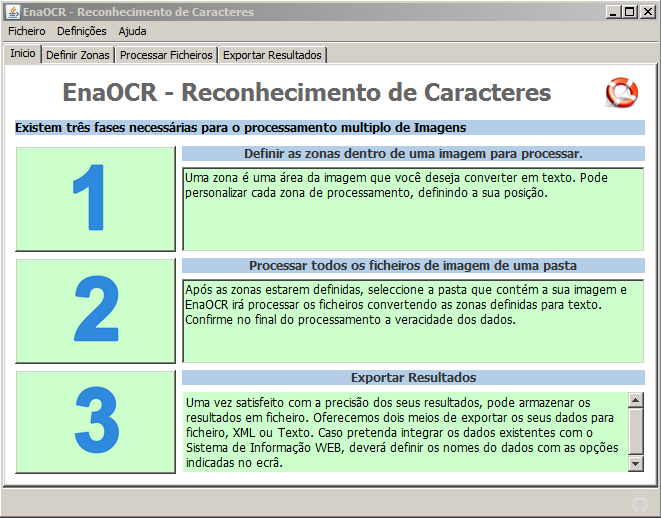 EnaOCR - Reconhecimento de Caracteres
Ficheiro Definições Ajuda
Inicio Definir Zonas Processar Ficheiros Exportar Resultados
EnaOCR - Reconhecimento de Caracteres
Existem três fases necessárias para o processamento multiplo de Imagens
1
Definir as zonas dentro de uma imagem para processar.
Uma zona é uma área da imagem que você deseja converter em texto. Pode
personalizar cada zona de processamento, definindo a sua posição.
2
Processar todos os ficheiros de imagem de uma pasta
Após as zonas estarem definidas, seleccione a pasta que contém a sua imagem e
EnaOCR irá processar os ficheiros convertendo as zonas definidas para texto.
Confirme no final do processamento a veracidade dos dados.
3
Exportar Resultados
Uma vez satisfeito com a precisão dos seus resultados, pode armazenar os
resultados em ficheiro. Oferecemos dois meios de exportar os seus dados para
ficheiro, XML ou Texto. Caso pretenda integrar os dados existentes com o
Sistema de Informação WEB, deverá definir os nomes do dados com as opções
indicadas no ecrã.